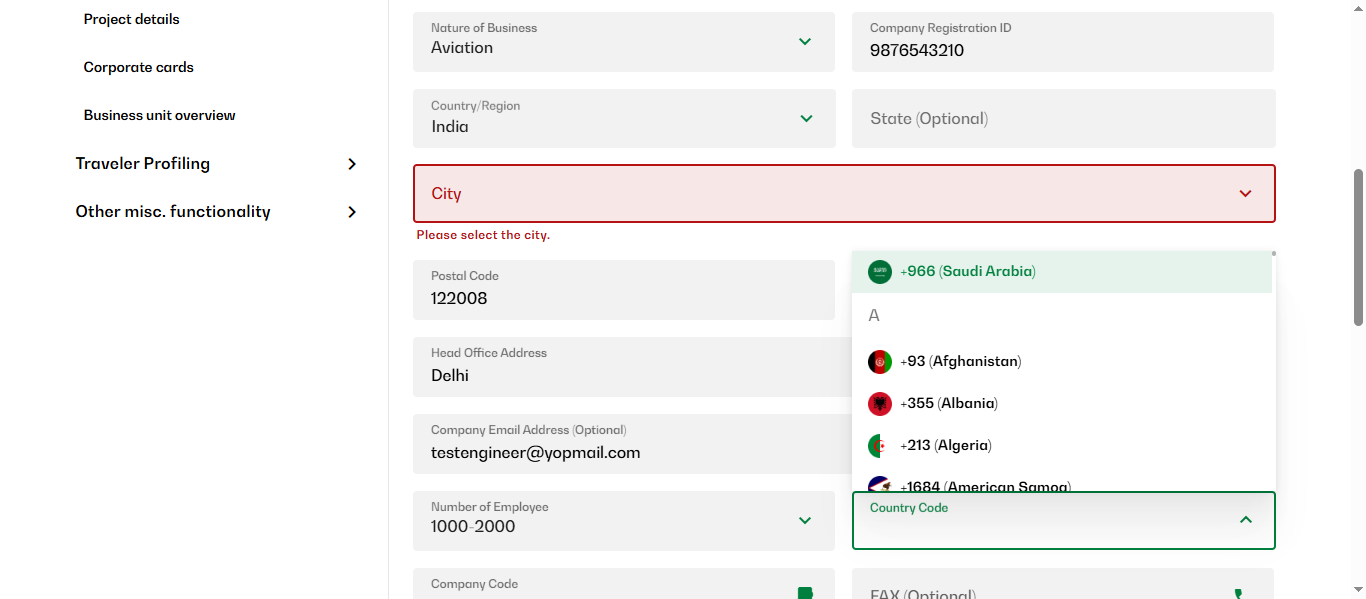 Project details
Corporate cards
Business unit overview
Traveler Profiling
Other misc. functionality
Nature of Business
Aviation
Company Registration ID
9876543210
Country/Region
India
State (Optional)
City
Please select the city.
Postal Code
122008
+966 (Saudi Arabia)
A
+93 (Afghanistan)
+355 (Albania)
+213 (Algeria)
+1684 (American Samoa)
Head Office Address
Delhi
Company Email Address (Optional)
testengineer@yopmail.com
Number of Employee
1000-2000
Country Code
Company Code
FAX (Optional)